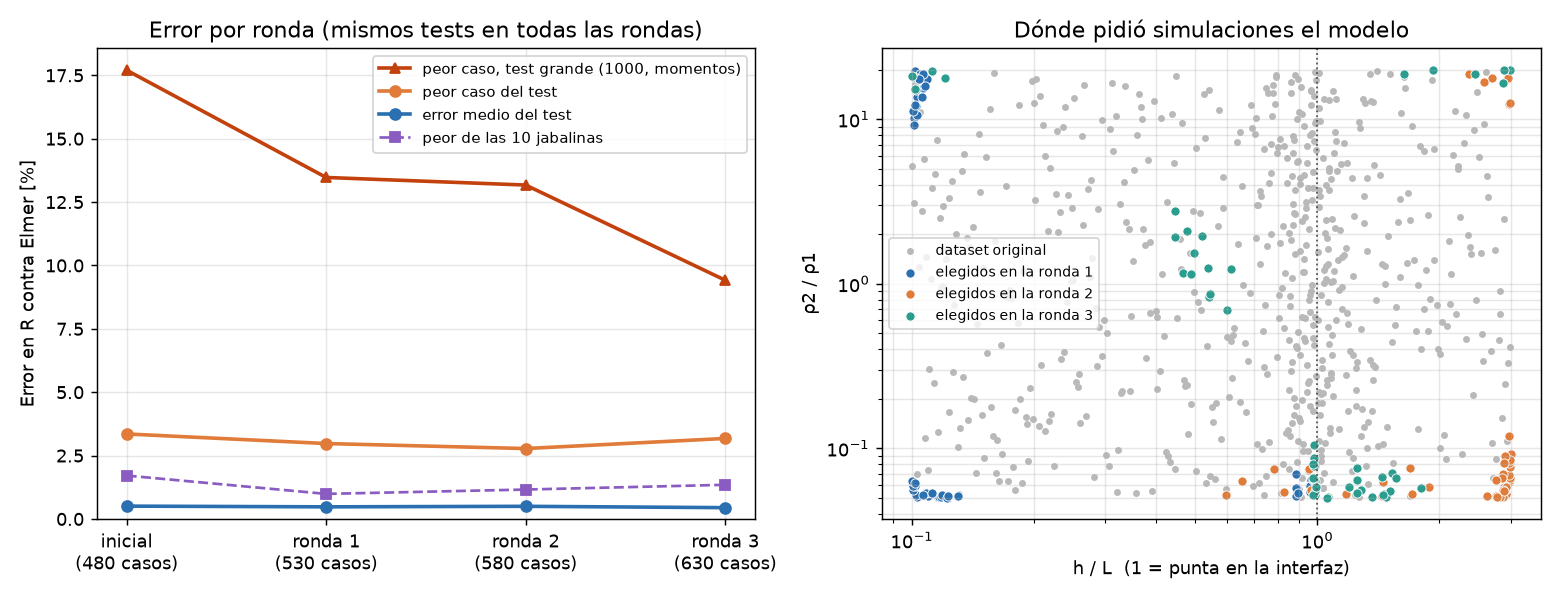 Error por ronda (mismos tests en todas las rondas)
Error en R contra Elmer [%]
17.5
15.0
12.5
10.0
7.5
5.0
2.5
0.0
peor caso, test grande (1000, momentos)
peor caso del test
error medio del test
peor de las 10 jabalinas
inicial
(480 casos)
ronda 1
(530 casos)
ronda 2
(580 casos)
ronda 3
(630 casos)
Dónde pidió simulaciones el modelo
ρ2 / ρ1
10¹
10⁰
10⁻¹
dataset original
elegidos en la ronda 1
elegidos en la ronda 2
elegidos en la ronda 3
10⁻¹
10⁰
h / L (1 = punta en la interfaz)